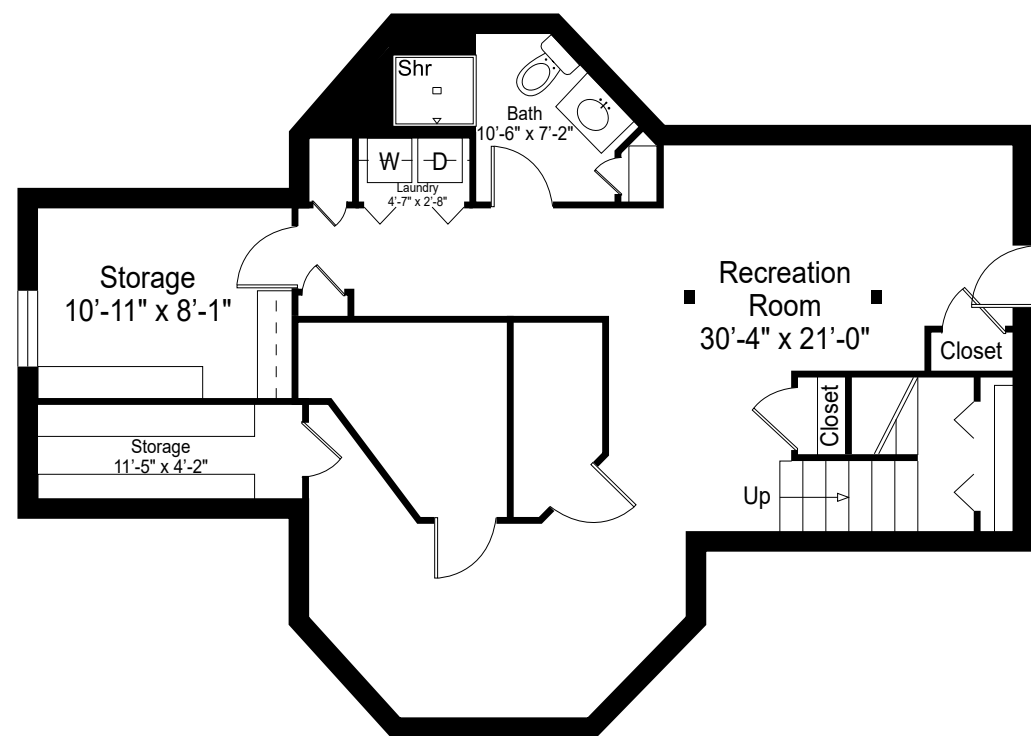 Shr
Bath
10'-6" x 7'-2"
W
D
Laundry
4'-7" x 2'-8"
Storage
10'-11" x 8'-1"
Recreation
Room
30'-4" x 21'-0"
Closet
Closet
Storage
11'-5" x 4'-2"
Up